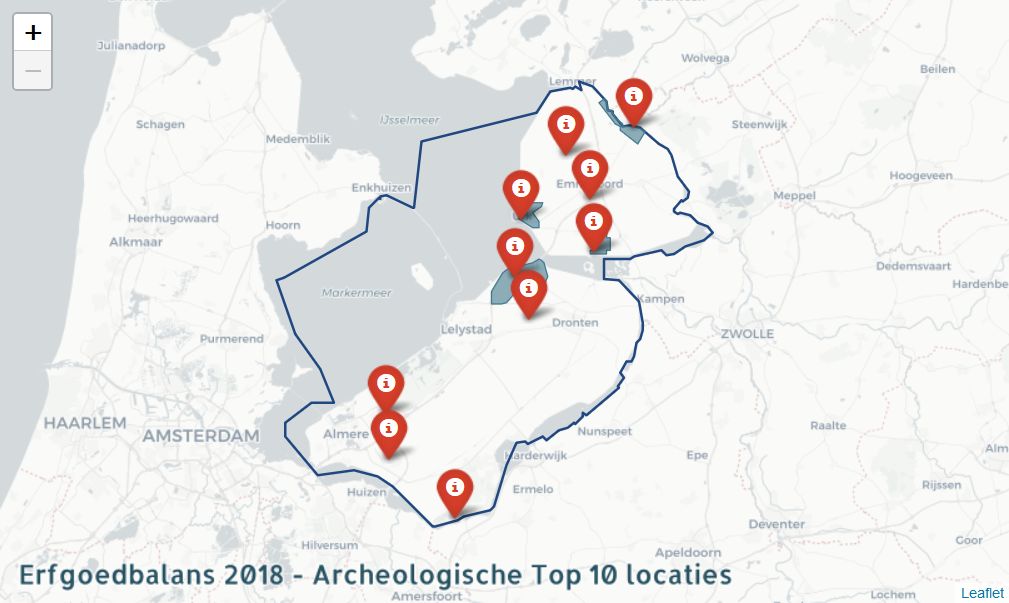 +
−
Julianadorp
Lemmer
Wolvega
Beilen
Schagen
IJsselmeer
Medemblik
Steenwijk
Enkhuizen
Emmeloord
Meppel
Hoogeveen
Heerhugowaard
Hoorn
Alkmaar
Dedemsvaart
Markermeer
Hardenbe
Kampen
Purmerend
Lelystad
Dronten
ZWOLLE
HAARLEM
AMSTERDAM
Almere
Nunspeet
Raalte
Harderwijk
Epe
Alm
Huizen
Ermelo
Rijssen
Deventer
Hilversum
Apeldoorn
Goor
Erfgoedbalans 2018 - Archeologische Top 10 locaties
Amersfoort
Lochem
Leaflet